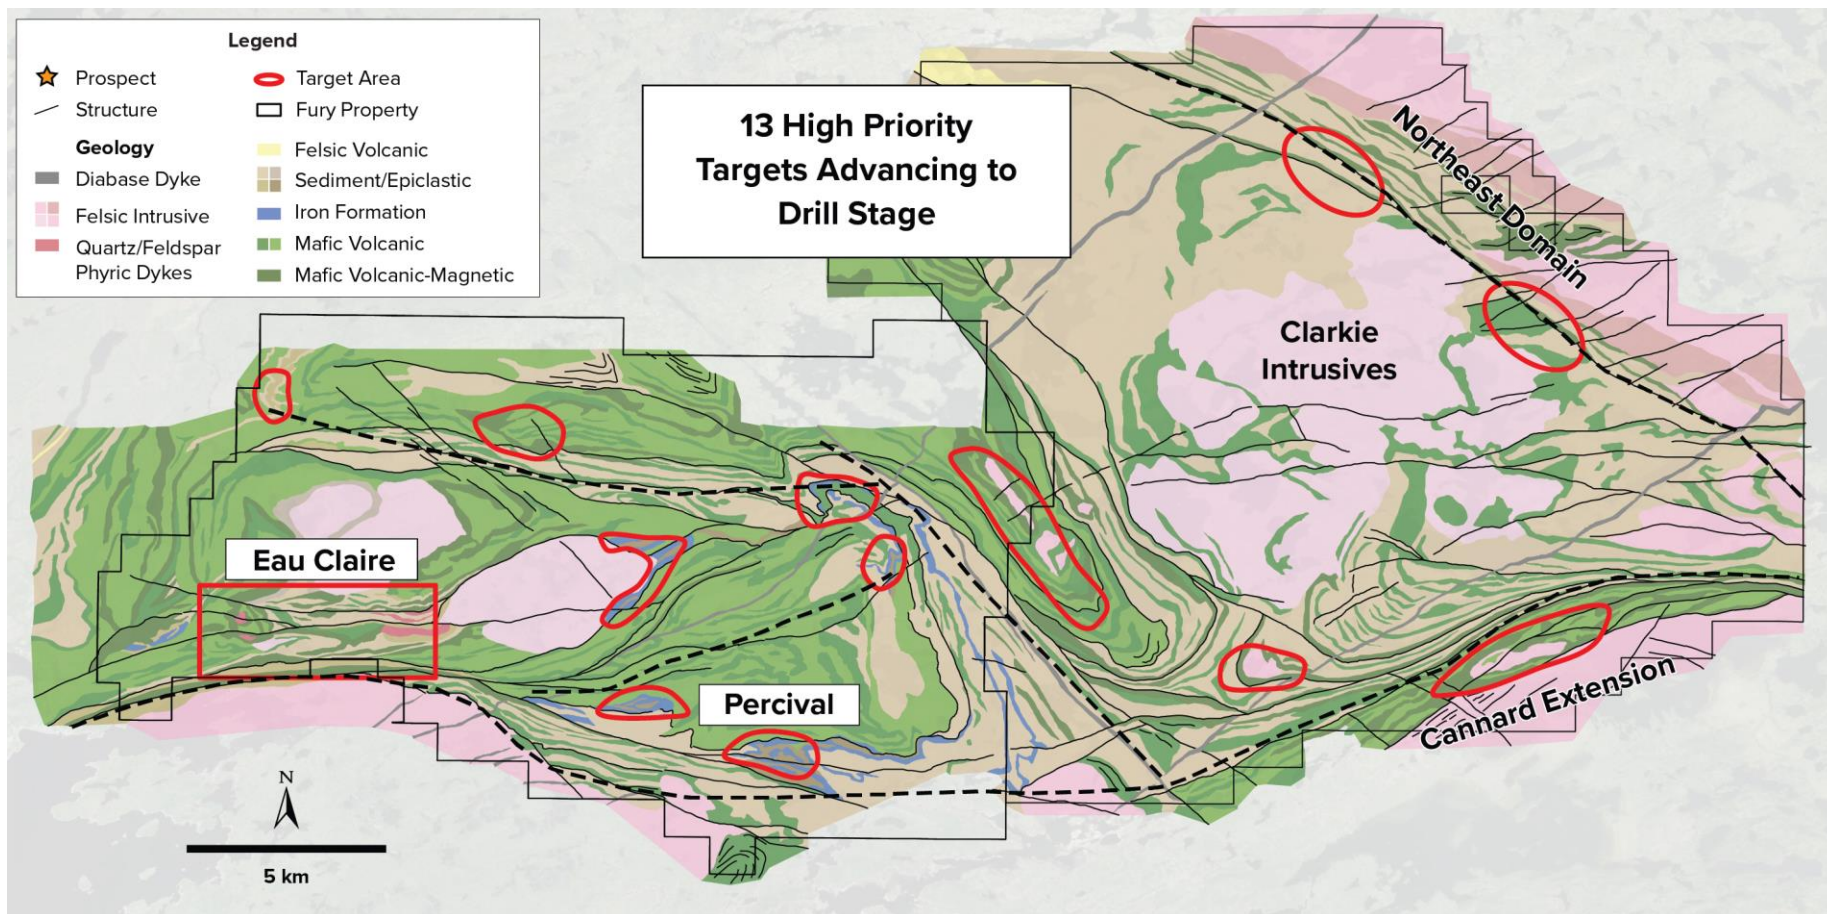 Legend
Prospect
Structure
Geology
Diabase Dyke
Felsic Intrusive
Quartz/Feldspar
Phyric Dykes
Target Area
Fury Property
Felsic Volcanic
Sediment/Epiclastic
Iron Formation
Mafic Volcanic
Mafic Volcanic-Magnetic
13 High Priority
Targets Advancing to
Drill Stage
Northeast Domain
Clarkie
Intrusives
Eau Claire
Percival
Cannard Extension
N
5 km